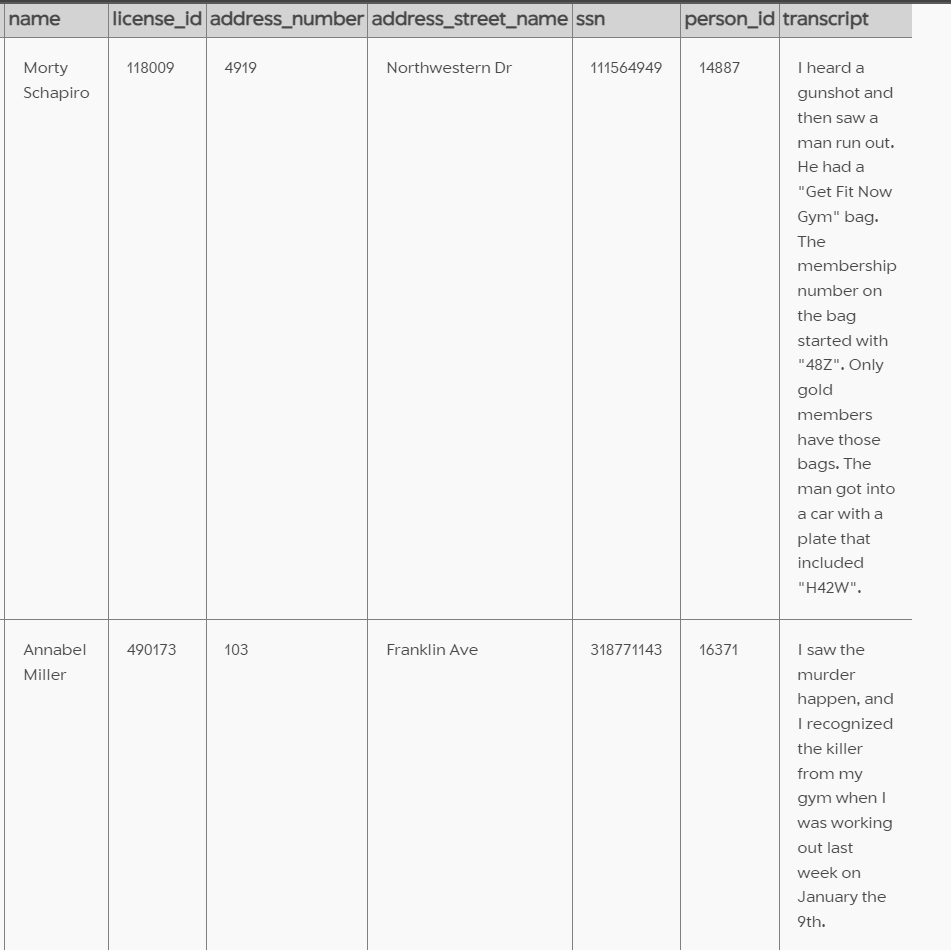 name license_id address_number address_street_name ssn person_id transcript
Morty 118009 4919 Northwestern Dr 111564949 14887 I heard a
Schapiro gunshot and
then saw a
man run out.
He had a
"Get Fit Now
Gym" bag.
The
membership
number on
the bag
started with
"48Z". Only
gold
members
have those
bags. The
man got into
a car with a
plate that
included
"H42W".
Annabel 490173 103 Franklin Ave 318771143 16371 I saw the
Miller murder
happen, and
I recognized
the killer
from my
gym when I
was working
out last
week on
January the
9th.